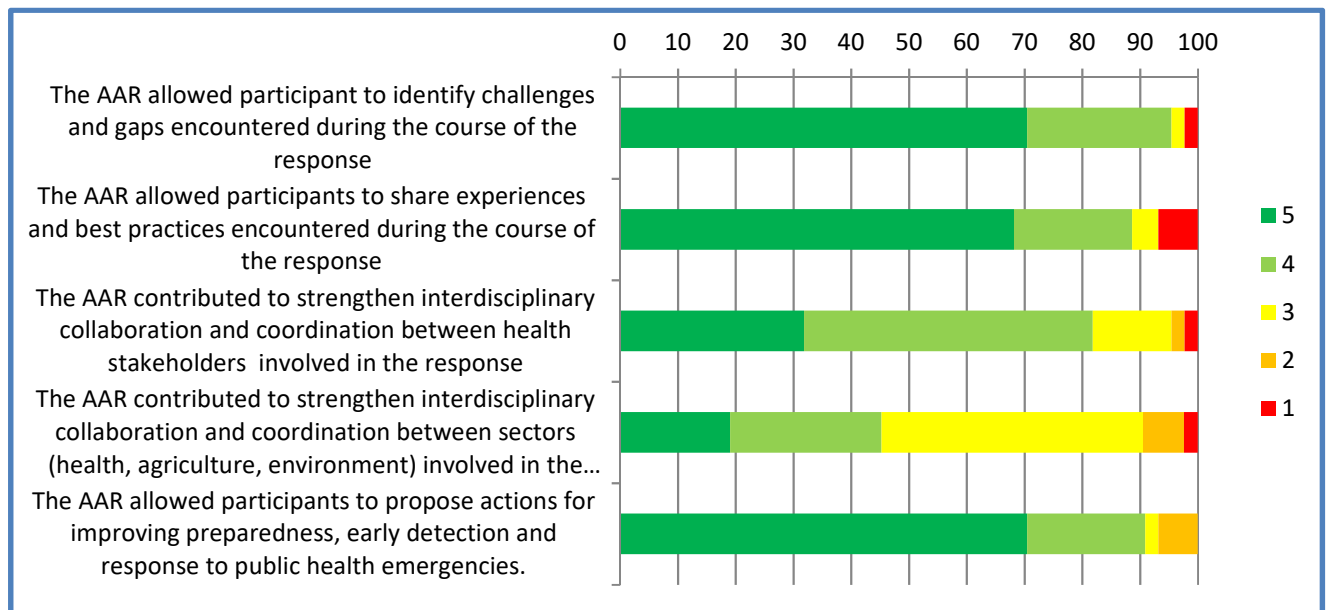 0 10 20 30 40 50 60 70 80 90 100
The AAR allowed participant to identify challenges
and gaps encountered during the course of the
response
The AAR allowed participants to share experiences
and best practices encountered during the course of
the response
The AAR contributed to strengthen interdisciplinary
collaboration and coordination between health
stakeholders involved in the response
The AAR contributed to strengthen interdisciplinary
collaboration and coordination between sectors
(health, agriculture, environment) involved in the…
The AAR allowed participants to propose actions for
improving preparedness, early detection and
response to public health emergencies.
5
4
3
2
1